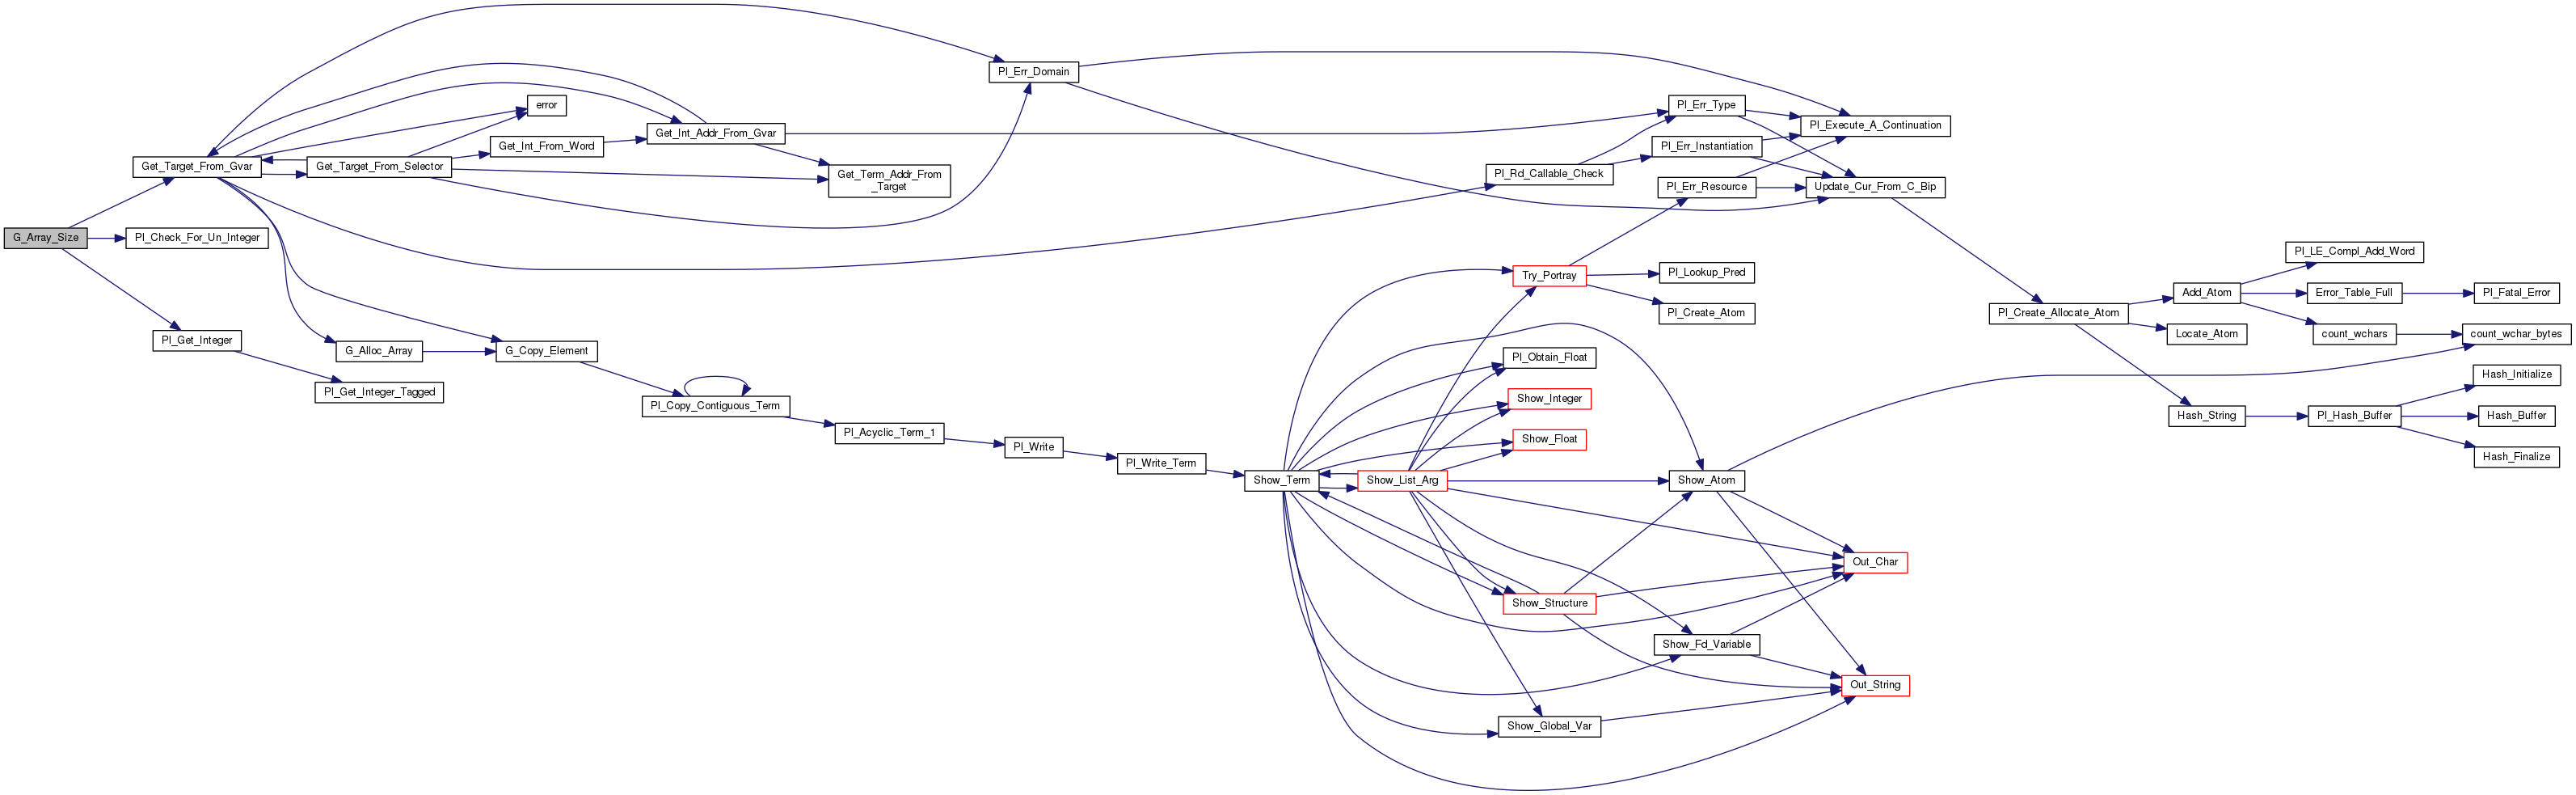 G_Array_Size
Get_Target_From_Gvar
Pl_Check_For_Un_Integer
Pl_Get_Integer
Get_Target_From_Selector
G_Alloc_Array
Pl_Get_Integer_Tagged
error
Get_Int_From_Word
G_Copy_Element
Get_Int_Addr_From_Gvar
Pl_Copy_Contiguous_Term
Get_Term_Addr_From
_Target
Pl_Acyclic_Term_1
Pl_Err_Domain
Pl_Write
Pl_Write_Term
Show_Term
Show_List_Arg
Pl_Rd_Callable_Check
Try_Portray
Pl_Obtain_Float
Show_Integer
Show_Float
Show_Structure
Show_Global_Var
Pl_Err_Type
Pl_Err_Instantiation
Pl_Err_Resource
Pl_Lookup_Pred
Pl_Create_Atom
Show_Atom
Show_Fd_Variable
Pl_Execute_A_Continuation
Update_Cur_From_C_Bip
Out_Char
Out_String
Pl_Create_Allocate_Atom
Add_Atom
Locate_Atom
Hash_String
Pl_LE_Compl_Add_Word
Error_Table_Full
count_wchars
Pl_Hash_Buffer
Pl_Fatal_Error
count_wchar_bytes
Hash_Initialize
Hash_Buffer
Hash_Finalize